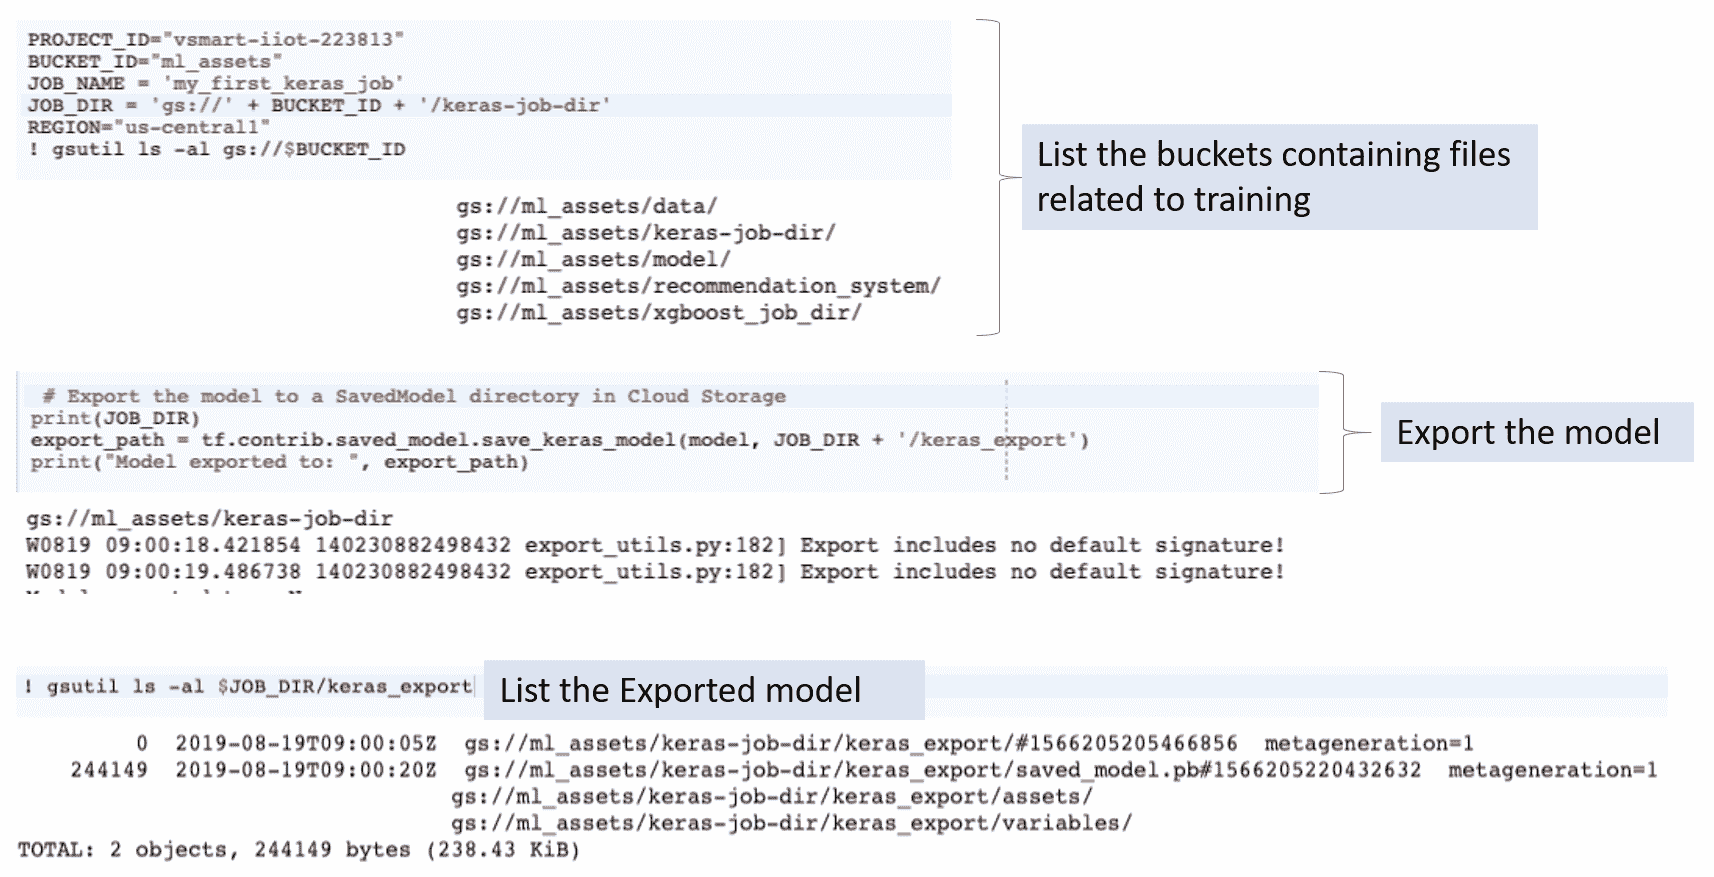 PROJECT_ID="vsmart-iiot-223813"
BUCKET_ID="ml_assets"
JOB_NAME = 'my_first_keras_job'
JOB_DIR = 'gs://' + BUCKET_ID + '/keras-job-dir'
REGION="us-central1"
! gsutil ls -al gs://$BUCKET_ID
gs://ml_assets/data/
gs://ml_assets/keras-job-dir/
gs://ml_assets/model/
gs://ml_assets/recommendation_system/
gs://ml_assets/xgboost_job_dir/
List the buckets containing files
related to training
# Export the model to a SavedModel directory in Cloud Storage
print(JOB_DIR)
export_path = tf.contrib.saved_model.save_keras_model(model, JOB_DIR + '/keras_export')
print("Model exported to: ", export_path)
Export the model
gs://ml_assets/keras-job-dir
W0819 09:00:18.421854 140230882498432 export_utils.py:182] Export includes no default signature!
W0819 09:00:19.486738 140230882498432 export_utils.py:182] Export includes no default signature!
! gsutil ls -al $JOB_DIR/keras_export
List the Exported model
0 2019-08-19T09:00:05Z gs://ml_assets/keras-job-dir/keras_export/#1566205205466856 metageneration=1
244149 2019-08-19T09:00:20Z gs://ml_assets/keras-job-dir/keras_export/saved_model.pb#1566205220432632 metageneration=1
gs://ml_assets/keras-job-dir/keras_export/assets/
gs://ml_assets/keras-job-dir/keras_export/variables/
TOTAL: 2 objects, 244149 bytes (238.43 KiB)